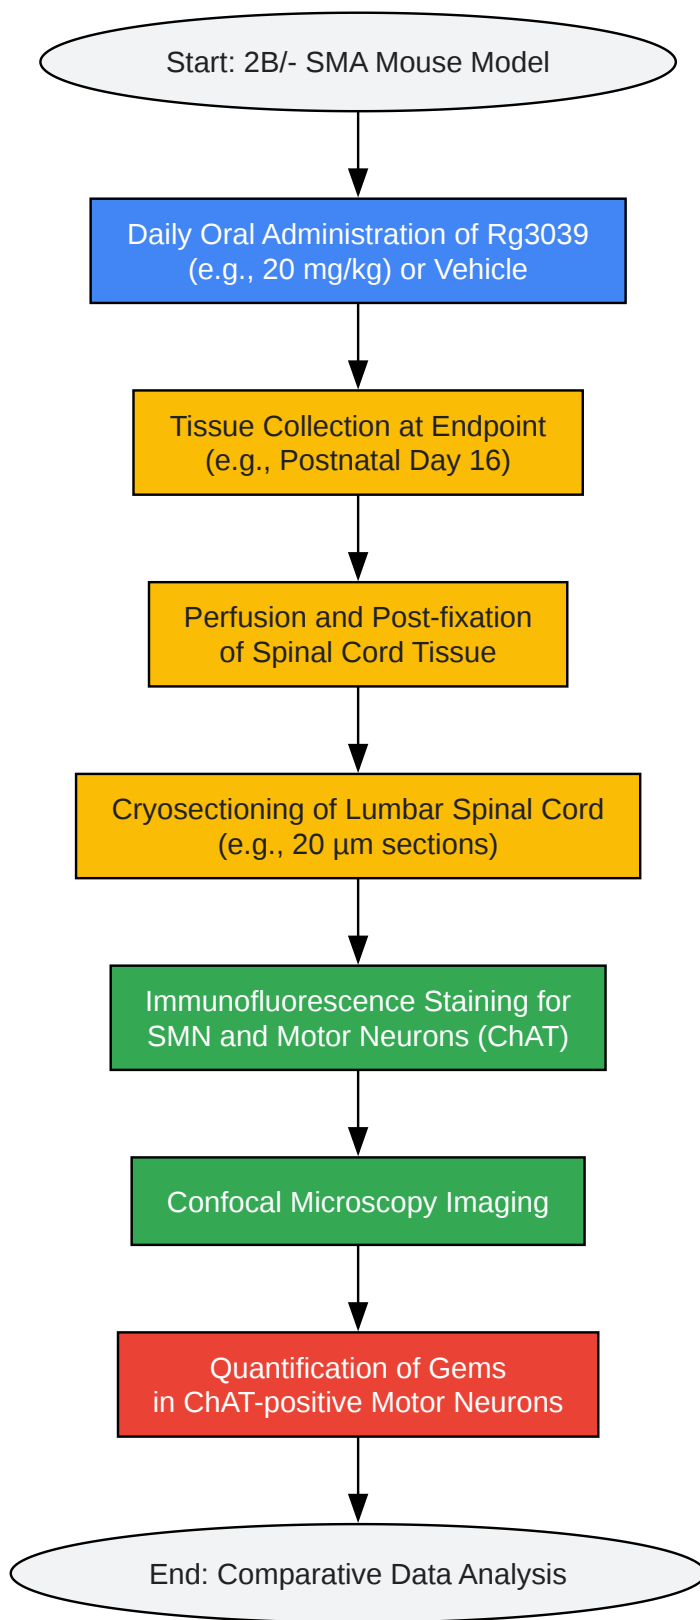 Start: 2B/- SMA Mouse Model
Daily Oral Administration of Rg3039
(e.g., 20 mg/kg) or Vehicle
Tissue Collection at Endpoint
(e.g., Postnatal Day 16)
Perfusion and Post-fixation
of Spinal Cord Tissue
Cryosectioning of Lumbar Spinal Cord
(e.g., 20 µm sections)
Immunofluorescence Staining for
SMN and Motor Neurons (ChAT)
Confocal Microscopy Imaging
Quantification of Gems
in ChAT-positive Motor Neurons
End: Comparative Data Analysis